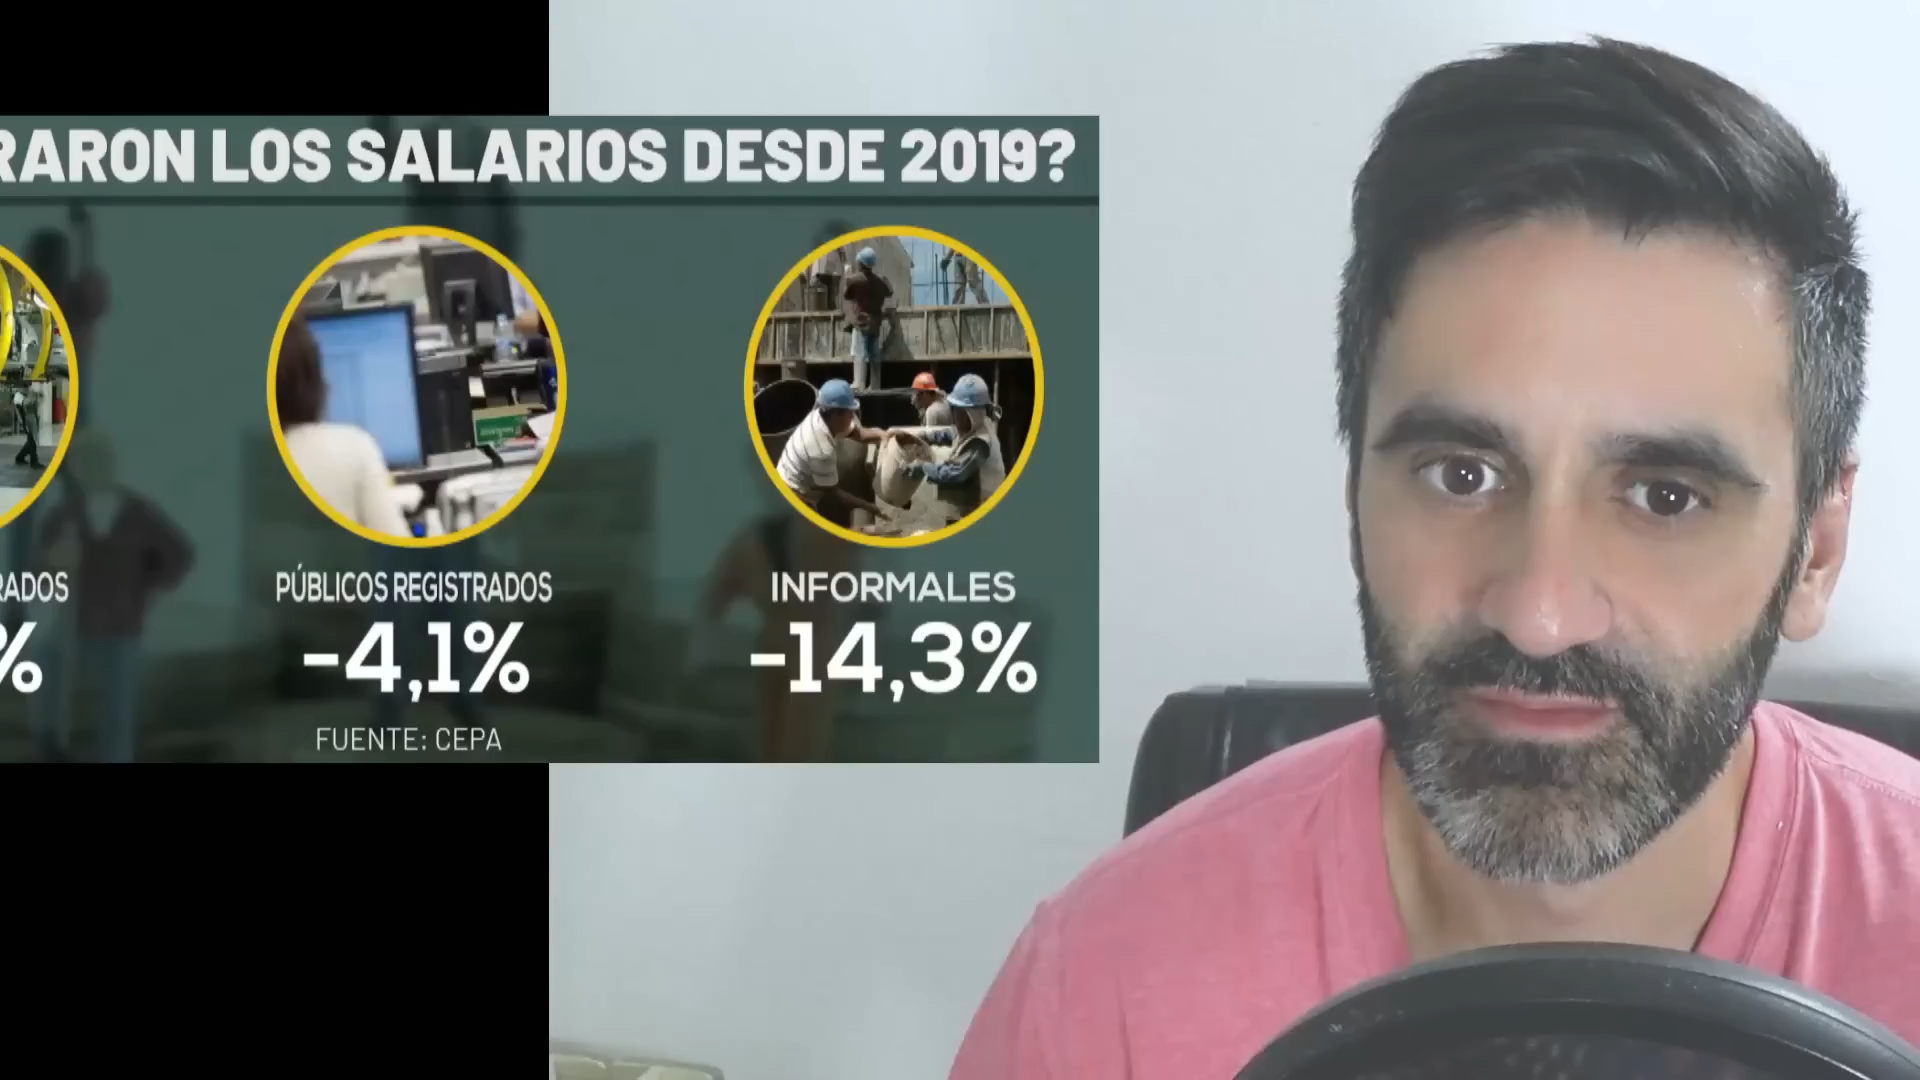 RARON LOS SALARIOS DESDE 2019?
RADOS PÚBLICOS REGISTRADOS INFORMALES
% -4,1% -14,3%
FUENTE: CEPA